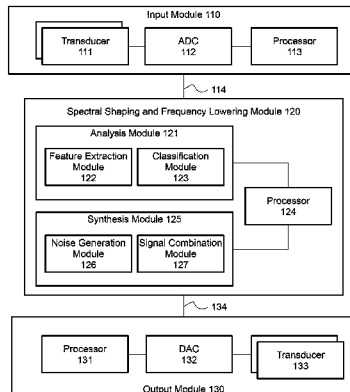 Input Module 110
Transducer
111
ADC
112
Processor
113
114
Spectral Shaping and Frequency Lowering Module 120
Analysis Module 121
Feature Extraction
Module
122
Classification
Module
123
Processor
124
Synthesis Module 125
Noise Generation
Module
126
Signal Combination
Module
127
134
Processor
131
DAC
132
Transducer
133
Output Module 130